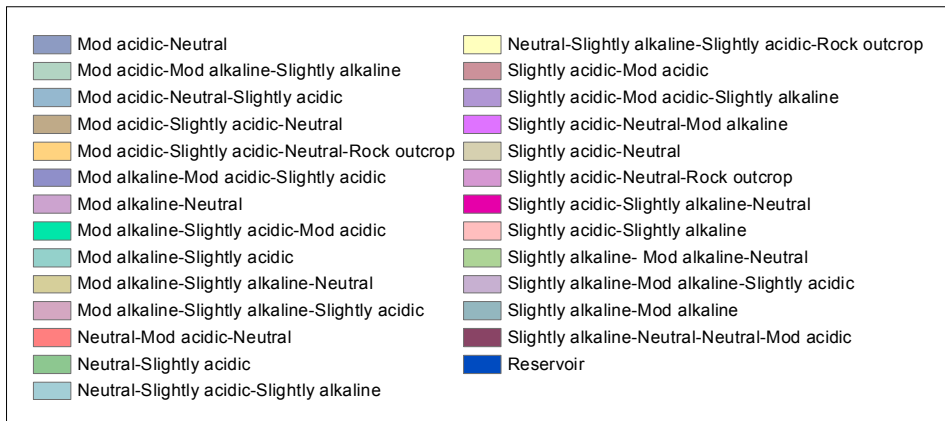 Mod acidic-Neutral
Mod acidic-Mod alkaline-Slightly alkaline
Mod acidic-Neutral-Slightly acidic
Mod acidic-Slightly acidic-Neutral
Mod acidic-Slightly acidic-Neutral-Rock outcrop
Mod alkaline-Mod acidic-Slightly acidic
Mod alkaline-Neutral
Mod alkaline-Slightly acidic-Mod acidic
Mod alkaline-Slightly acidic
Mod alkaline-Slightly alkaline-Neutral
Mod alkaline-Slightly alkaline-Slightly acidic
Neutral-Mod acidic-Neutral
Neutral-Slightly acidic
Neutral-Slightly acidic-Slightly alkaline
Neutral-Slightly alkaline-Slightly acidic-Rock outcrop
Slightly acidic-Mod acidic
Slightly acidic-Mod acidic-Slightly alkaline
Slightly acidic-Neutral-Mod alkaline
Slightly acidic-Neutral
Slightly acidic-Neutral-Rock outcrop
Slightly acidic-Slightly alkaline-Neutral
Slightly acidic-Slightly alkaline
Slightly alkaline- Mod alkaline-Neutral
Slightly alkaline-Mod alkaline-Slightly acidic
Slightly alkaline-Mod alkaline
Slightly alkaline-Neutral-Neutral-Mod acidic
Reservoir